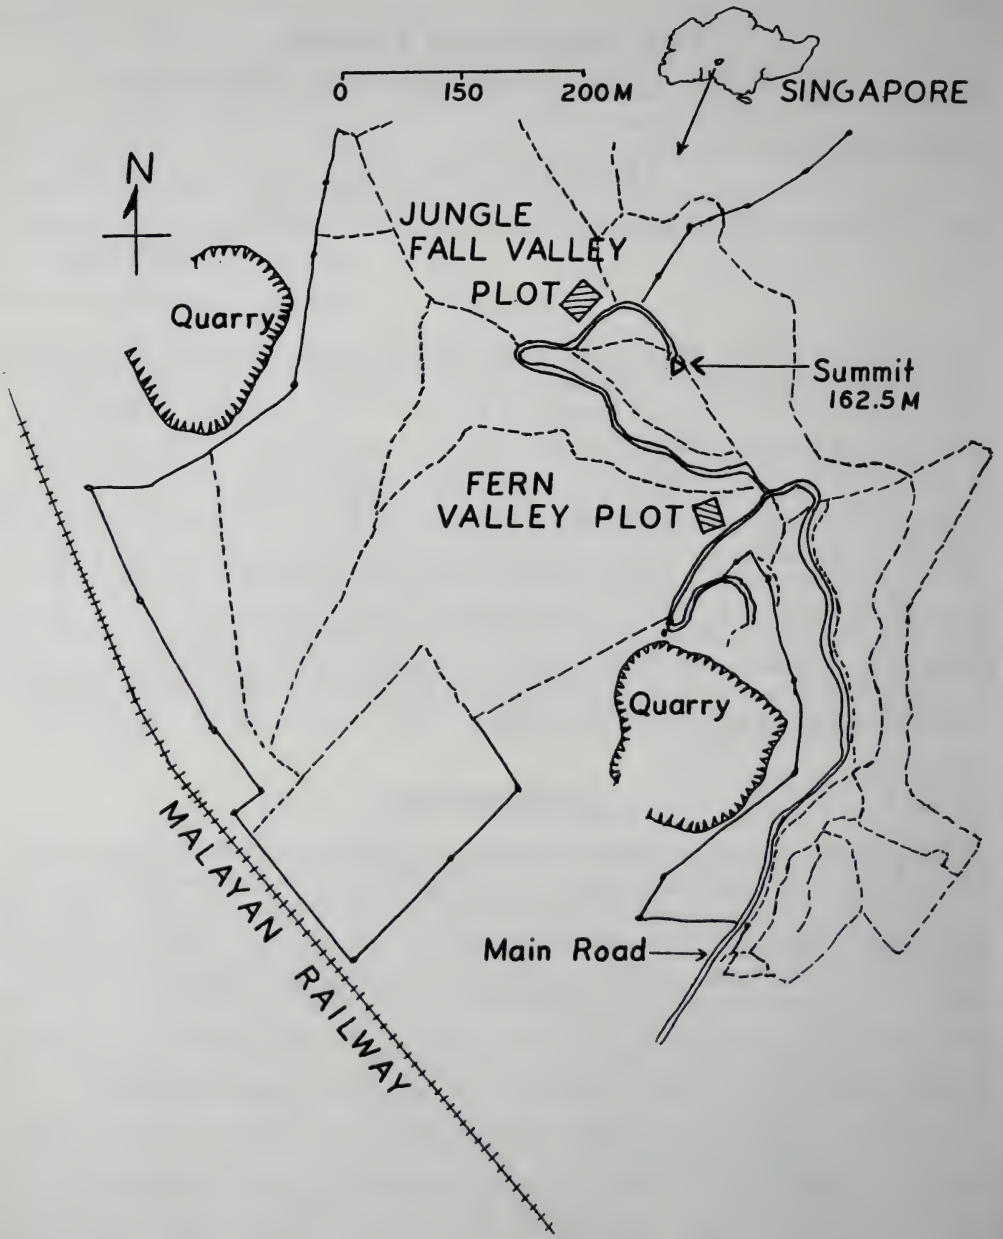 0 150 200M
SINGAPORE
N
JUNGLE
FALL VALLEY
PLOT
Quarry
Summit
162.5M
FERN
VALLEY PLOT
Quarry
MALAYAN RAILWAY
Main Road